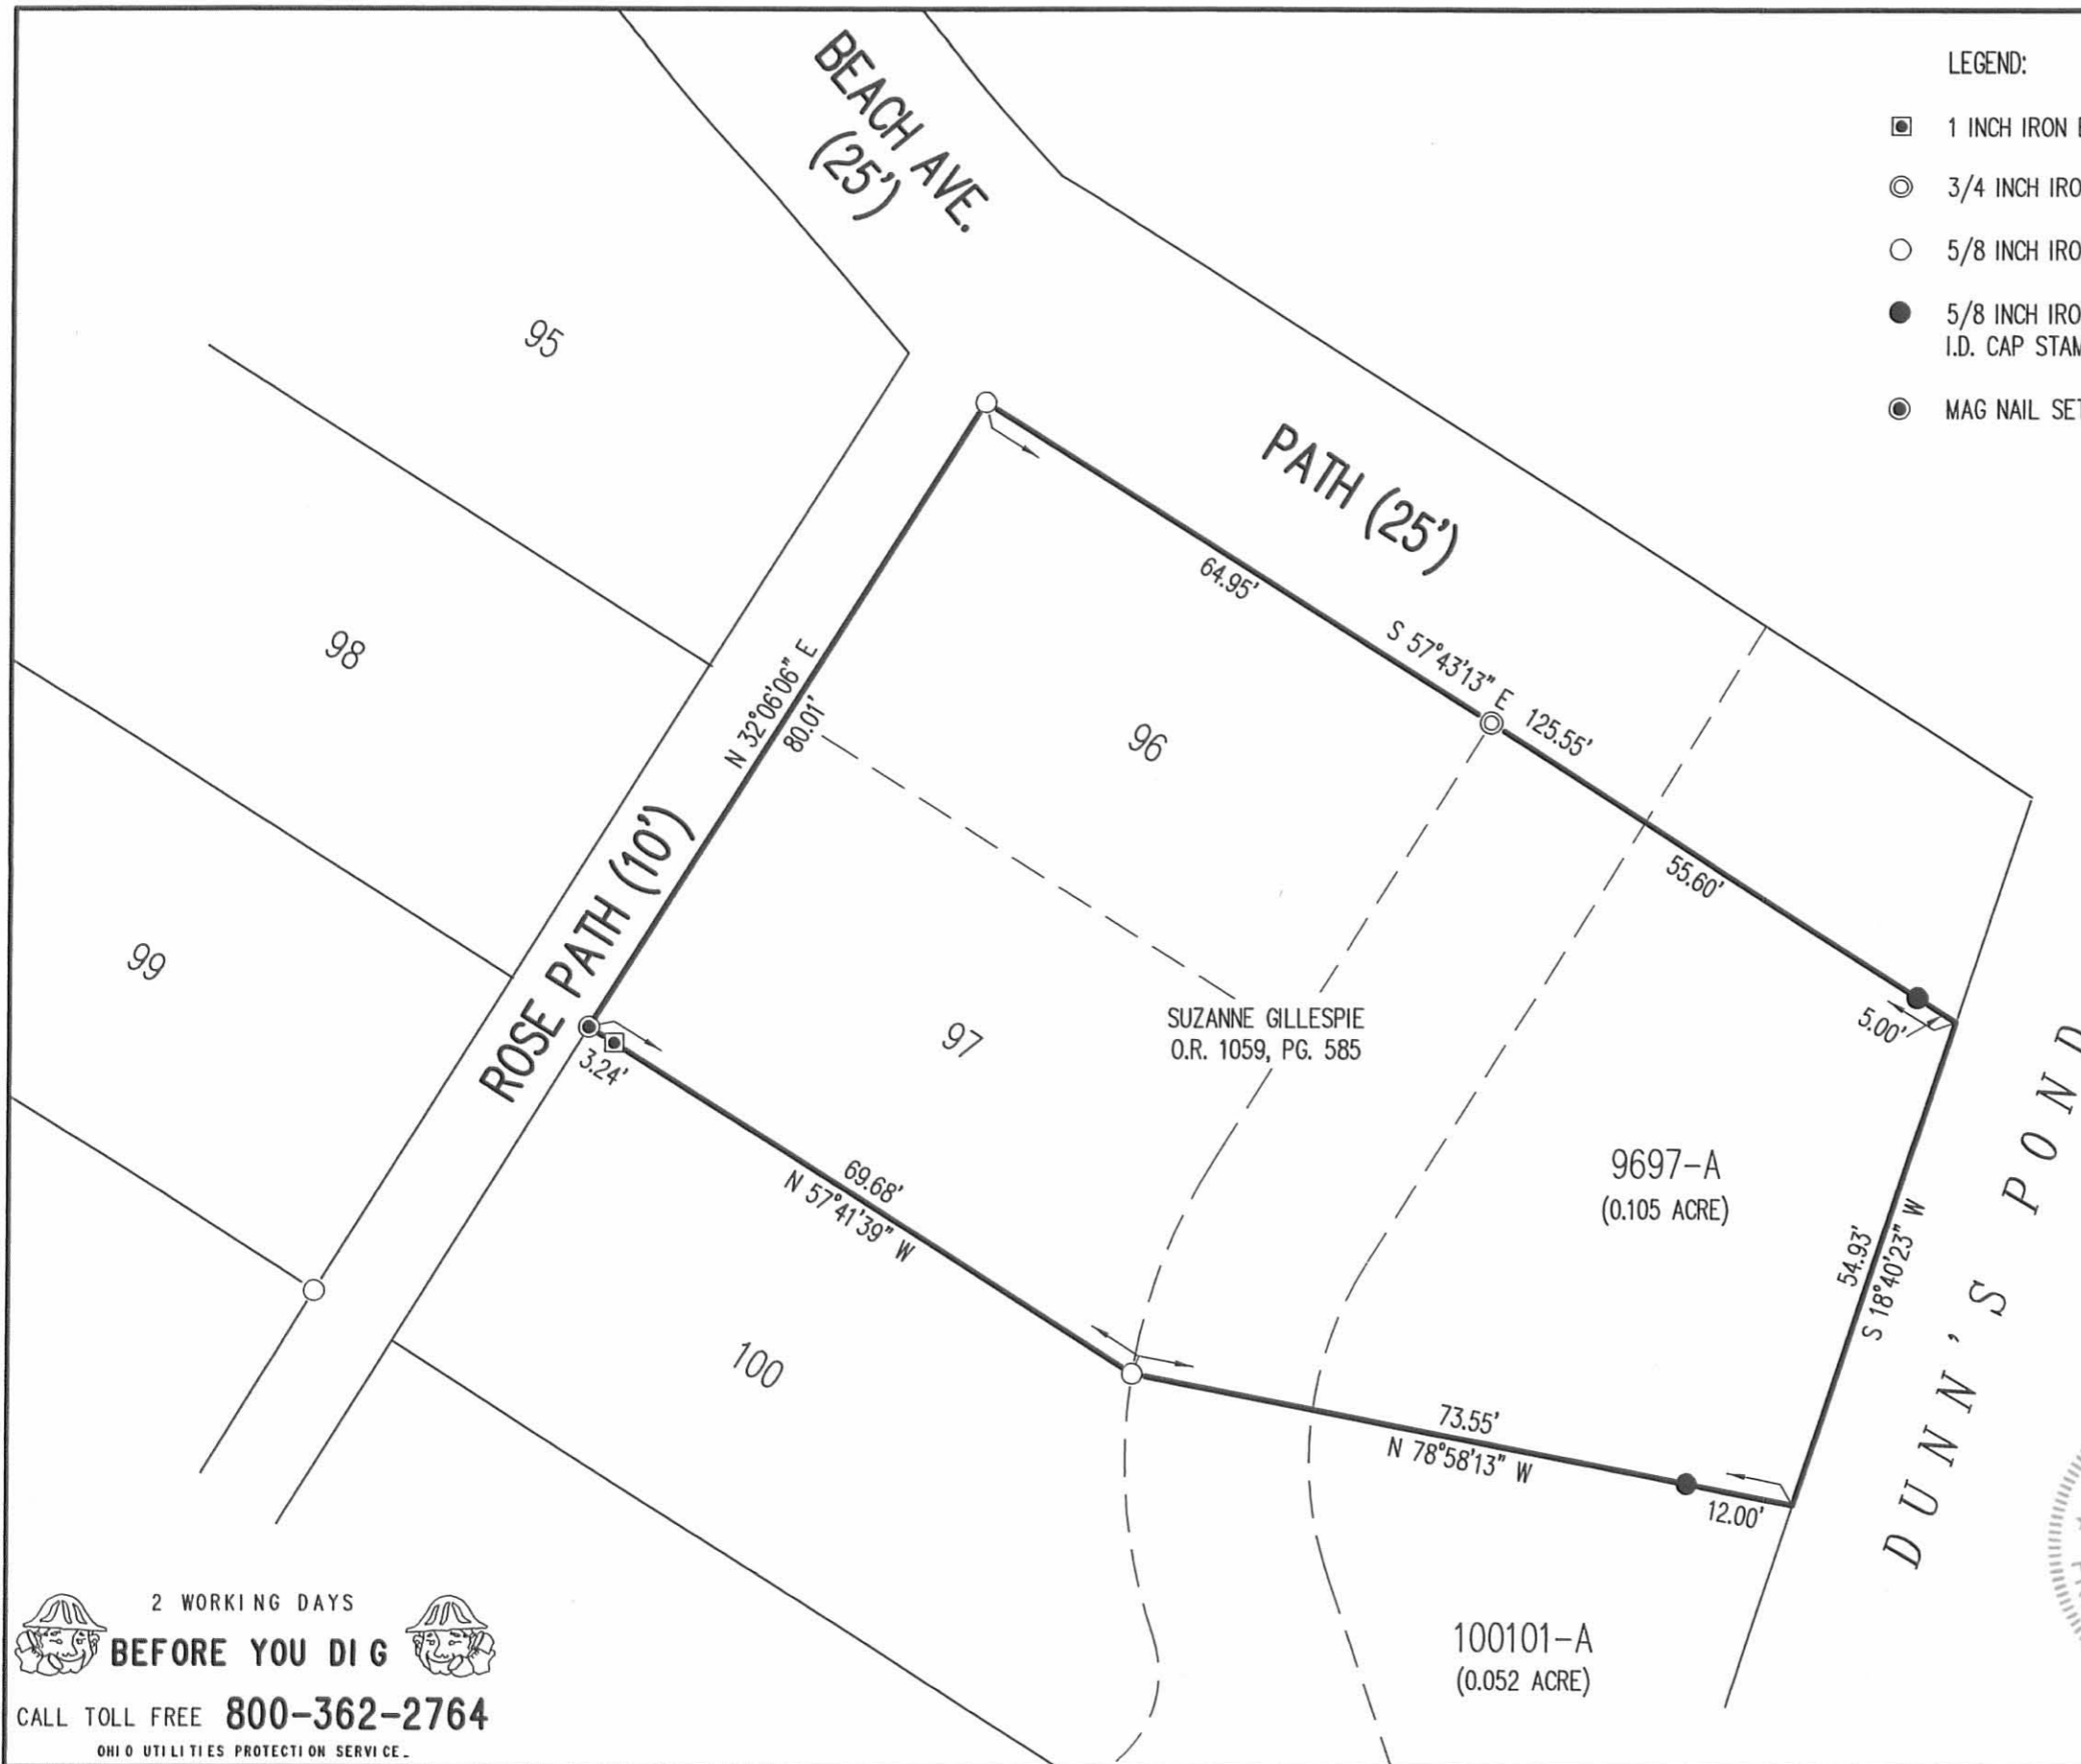 BEACH AVE.
(25')
LEGEND:
1 INCH IRON
3/4 INCH IRO
5/8 INCH IRO
5/8 INCH IRO
I.D. CAP STAM
MAG NAIL SET
95
PATH (25')
64.95'
S 57°43'13" E 125.55'
98
N 32°06'06" E
80.01'
96
55.60'
ROSE PATH (10')
99
97
SUZANNE GILLESPIE
O.R. 1059, PG. 585
5.00'
3.24'
69.68'
N 57°41'39" W
9697-A
(0.105 ACRE)
54.93'
S 18°40'23" W
DUNN'S POND
100
73.55'
N 78°58'13" W
12.00'
100101-A
(0.052 ACRE)
2 WORKING DAYS
BEFORE YOU DIG
CALL TOLL FREE 800-362-2764
OHIO UTILITIES PROTECTION SERVICE.